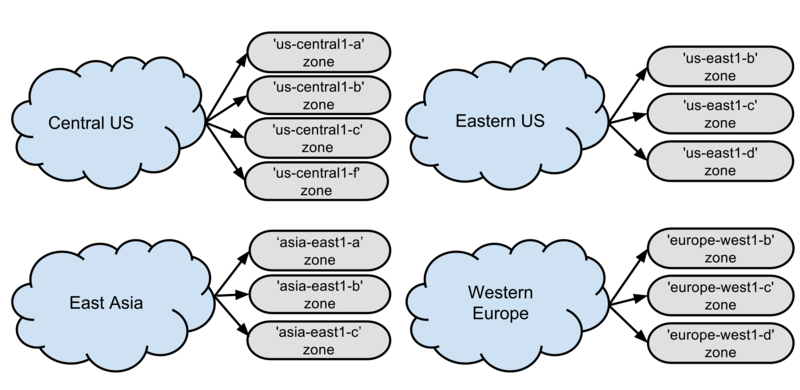 Central US
'us-central1-a'
zone
'us-central1-b'
zone
'us-central1-c'
zone
'us-central1-f'
zone
Eastern US
'us-east1-b'
zone
'us-east1-c'
zone
'us-east1-d'
zone
East Asia
‘asia-east1-a’
zone
'asia-east1-b'
zone
‘asia-east1-c’
zone
Western
Europe
'europe-west1-b'
zone
'europe-west1-c'
zone
'europe-west1-d'
zone